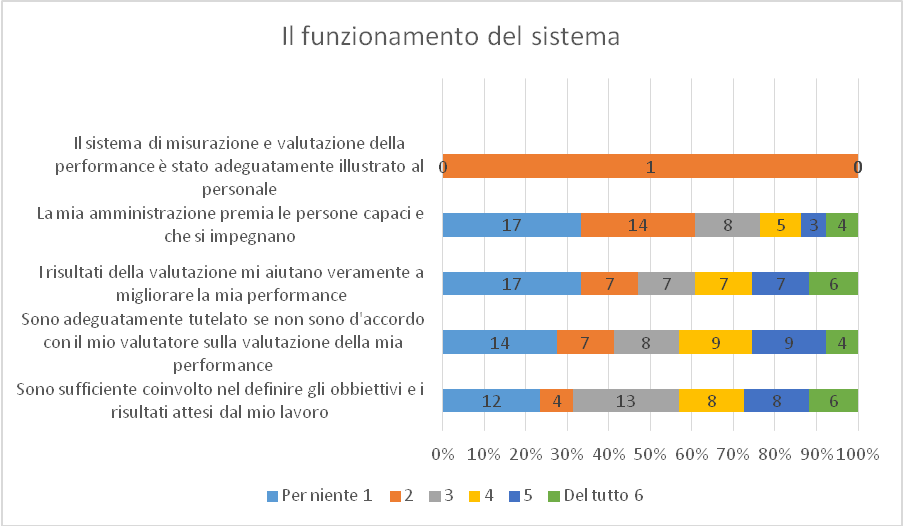 Il funzionamento del sistema
Il sistema di misurazione e valutazione della
performance è stato adeguatamente illustrato al
personale
0 1 0
La mia amministrazione premia le persone capaci e
che si impegnano
17 14 8 5 3 4
I risultati della valutazione mi aiutano veramente a
migliorare la mia performance
17 7 7 7 7 6
Sono adeguatamente tutelato se non sono d'accordo
con il mio valutatore sulla valutazione della mia
performance
14 7 8 9 9 4
Sono sufficiente coinvolto nel definire gli obbiettivi e i
risultati attesi dal mio lavoro
12 4 13 8 8 6
0% 10% 20% 30% 40% 50% 60% 70% 80% 90% 100%
Per niente 1 2 3 4 5 Del tutto 6